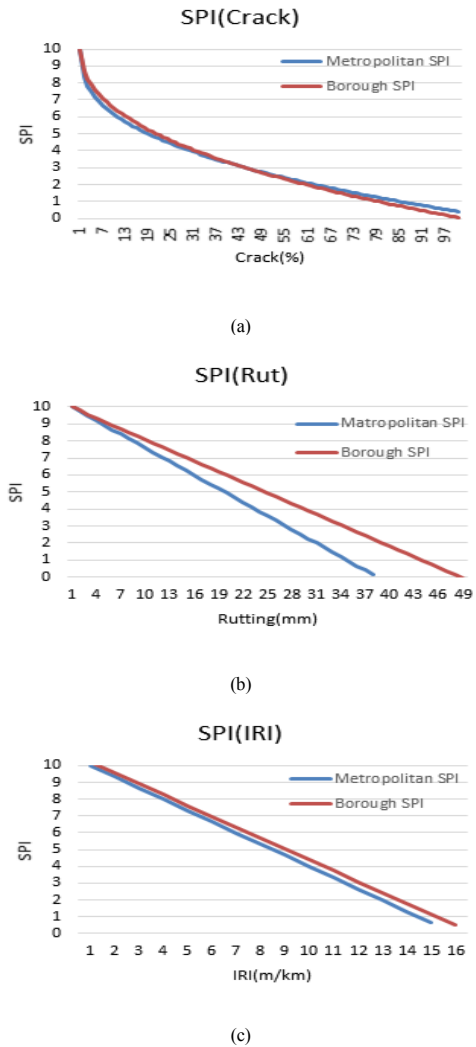 SPI(Crack)
10
9
8
7
6
5
4
3
2
1
0
SPI
Metropolitan SPI
Borough SPI
1 7 13 19 25 31 37 43 49 55 61 67 73 79 85 91 97
Crack(%)
(a)
SPI(Rut)
10
9
8
7
6
5
4
3
2
1
0
SPI
Matropolitan SPI
Borough SPI
1 4 7 10 13 16 19 22 25 28 31 34 37 40 43 46 49
Rutting(mm)
(b)
SPI(IRI)
10
9
8
7
6
5
4
3
2
1
0
SPI
Metropolitan SPI
Borough SPI
1 2 3 4 5 6 7 8 9 10 11 12 13 14 15 16
IRI(m/km)
(c)